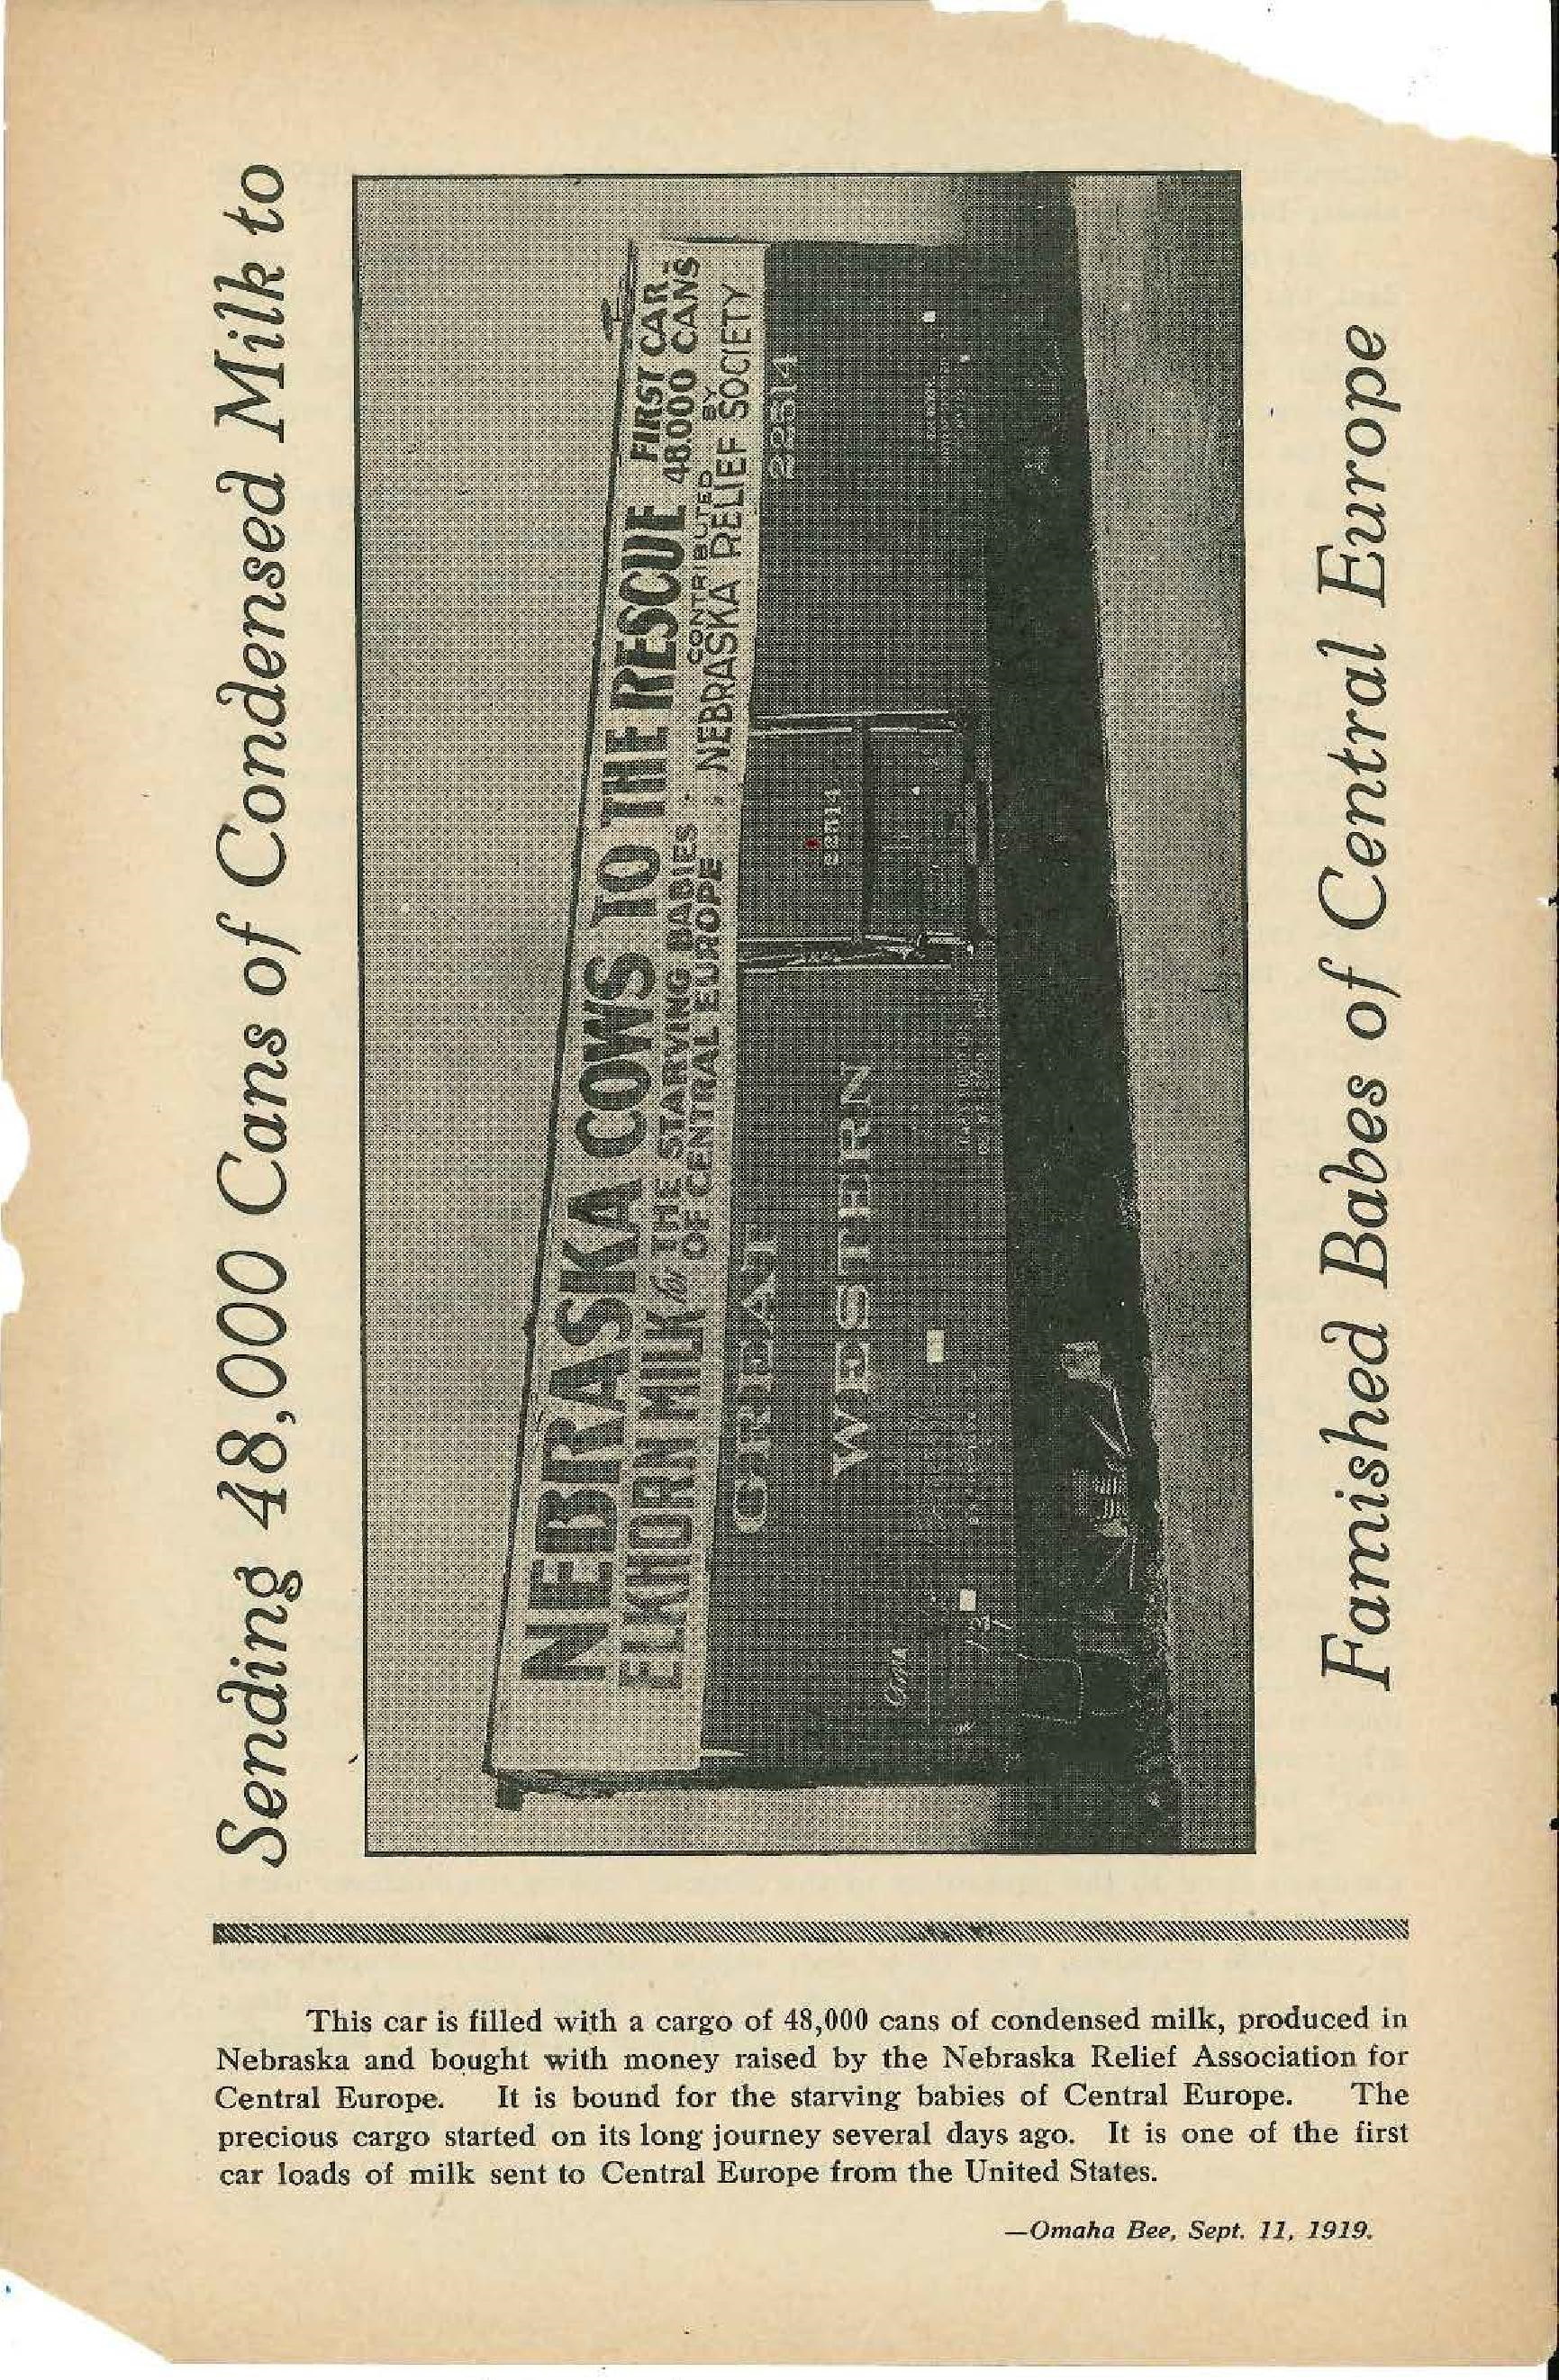 Sending 48,000 Cans of Condensed Milk to
NEBRASKA COWS TO THE RESCUE
FIRST CAR
48,000 CANS
ELKHORN MILK for THE STARVING BABIES
OF CENTRAL EUROPE
CONTRIBUTED BY
NEBRASKA RELIEF SOCIETY
GREAT
22514
WESTERN
22514
Famished Babes of Central Europe
This car is filled with a cargo of 48,000 cans of condensed milk, produced in
Nebraska and bought with money raised by the Nebraska Relief Association for
Central Europe. It is bound for the starving babies of Central Europe. The
precious cargo started on its long journey several days ago. It is one of the first
car loads of milk sent to Central Europe from the United States.
—Omaha Bee, Sept. 11, 1919.